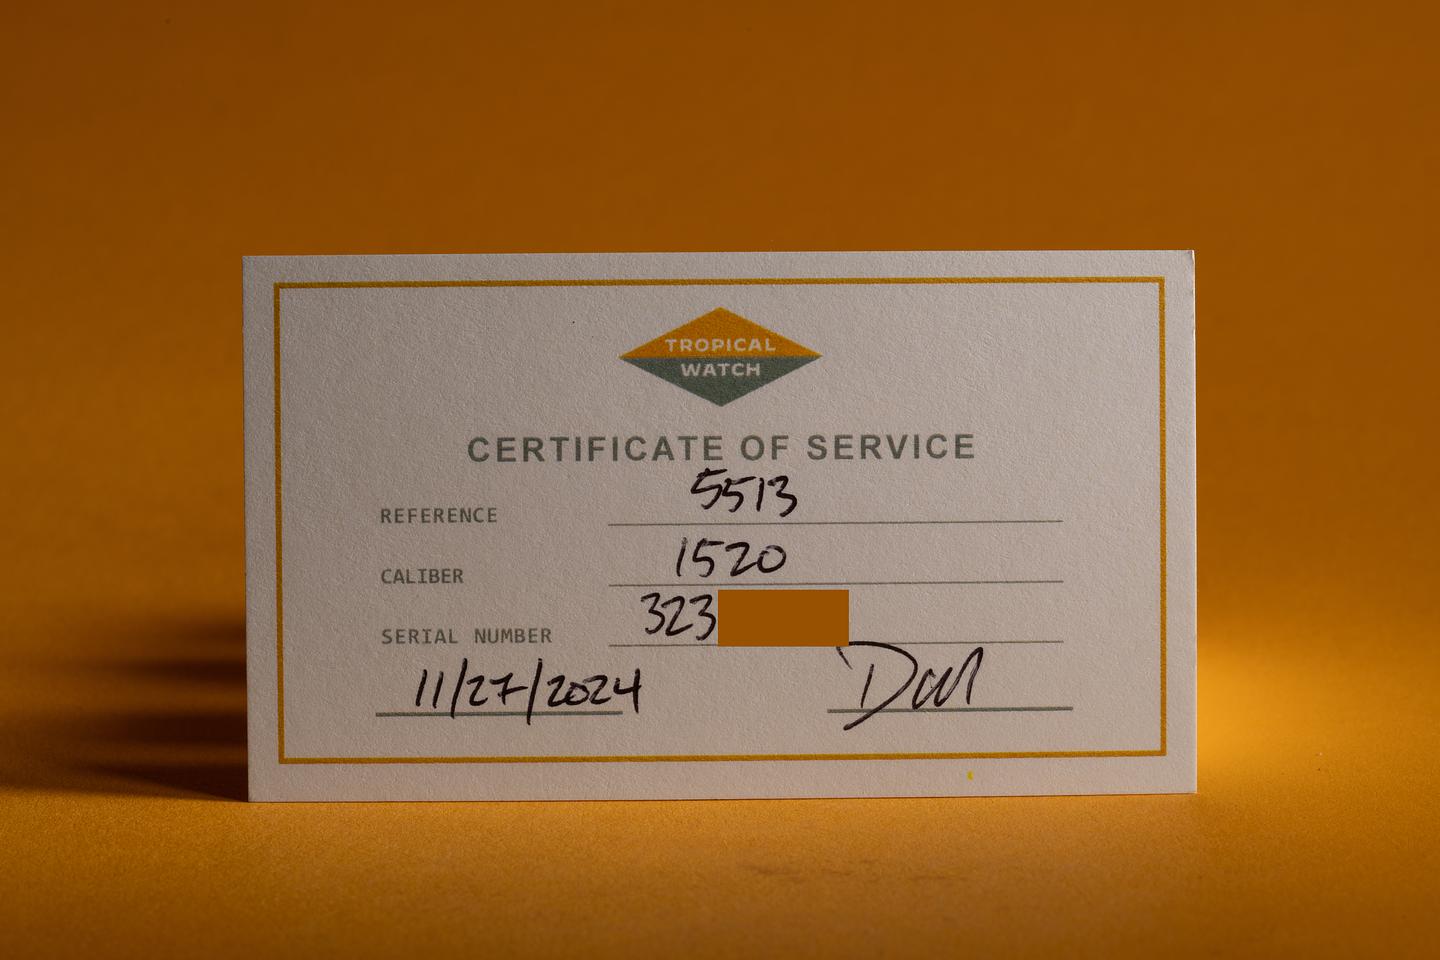 TROPICAL
WATCH
CERTIFICATE OF SERVICE
REFERENCE 5513
CALIBER 1520
SERIAL NUMBER 323
11/27/2024